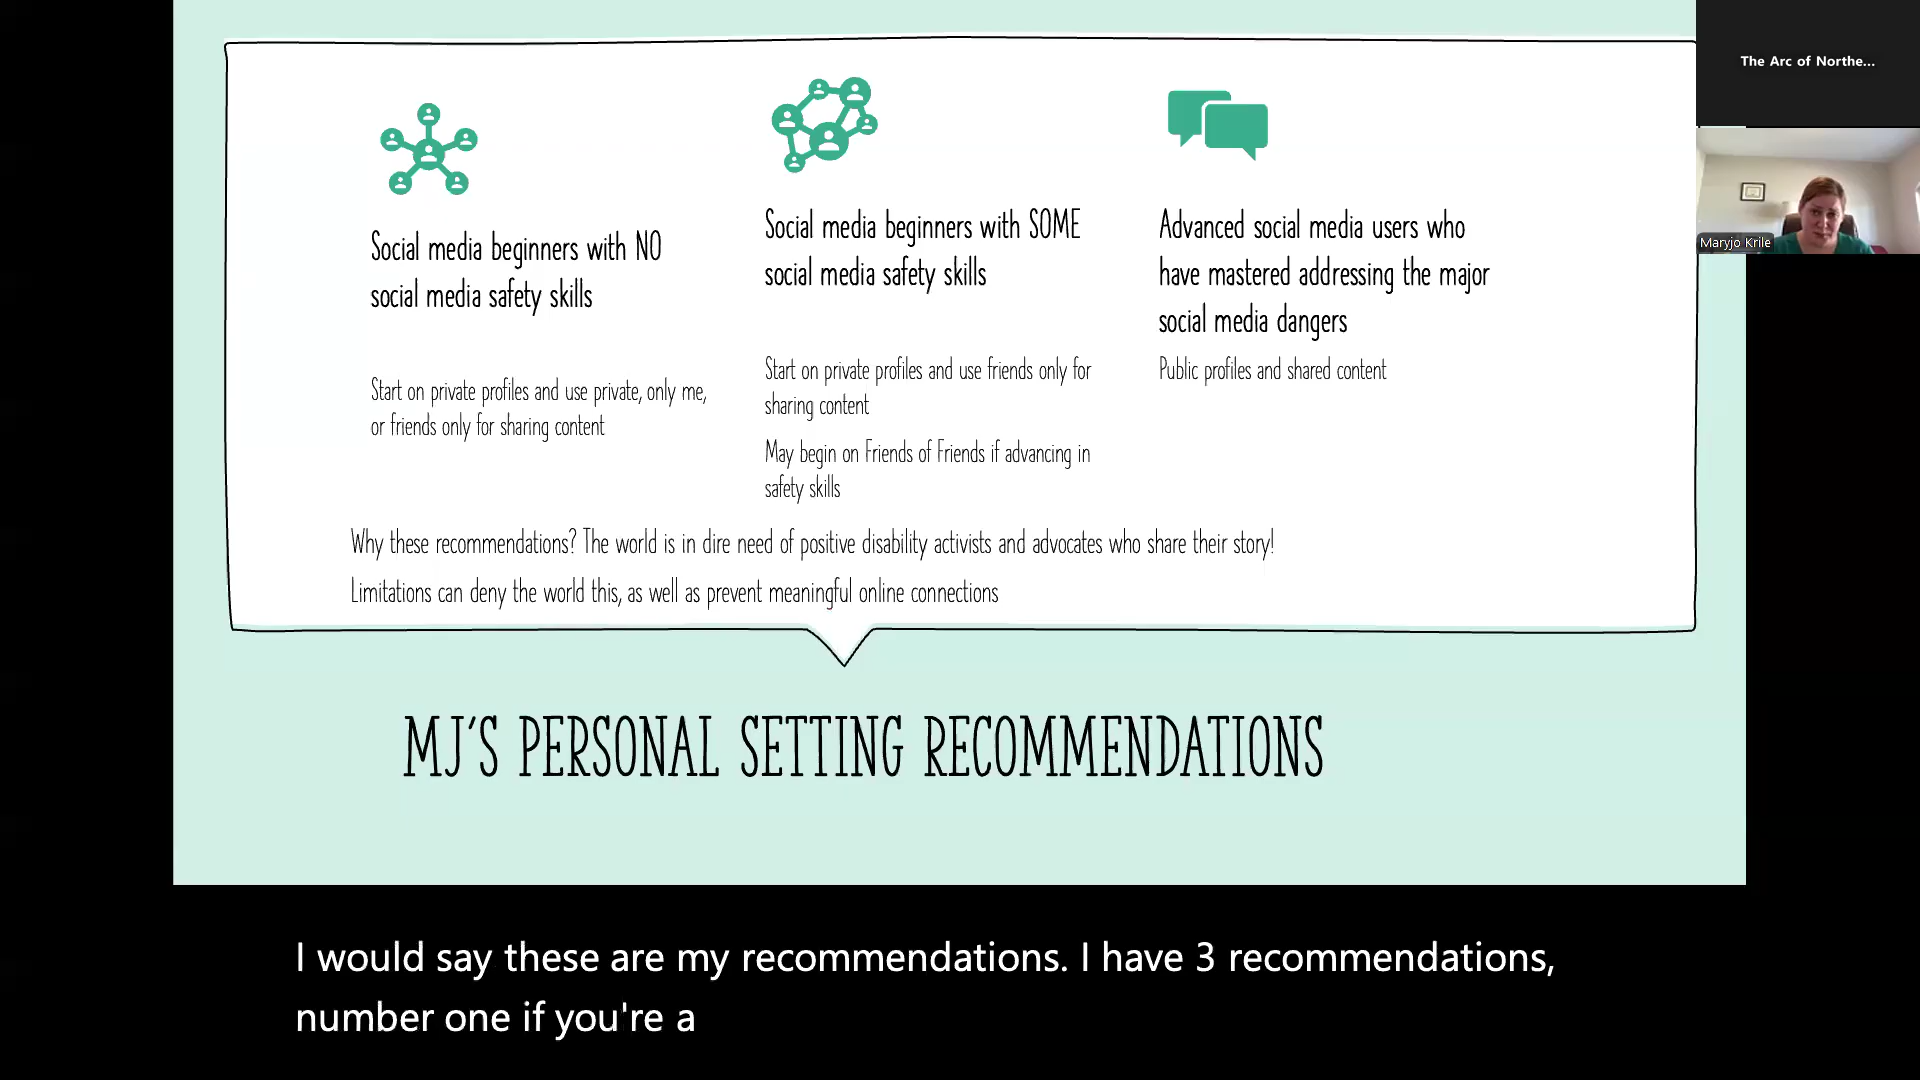 The Arc of Northe...
Maryjo Krile
Social media beginners with NO
social media safety skills
Start on private profiles and use private, only me,
or friends only for sharing content
Social media beginners with SOME
social media safety skills
Start on private profiles and use friends only for
sharing content
May begin on Friends of Friends if advancing in
safety skills
Advanced social media users who
have mastered addressing the major
social media dangers
Public profiles and shared content
Why these recommendations? The world is in dire need of positive disability activists and advocates who share their story!
Limitations can deny the world this, as well as prevent meaningful online connections
MJ'S PERSONAL SETTING RECOMMENDATIONS
I would say these are my recommendations. I have 3 recommendations,
number one if you're a